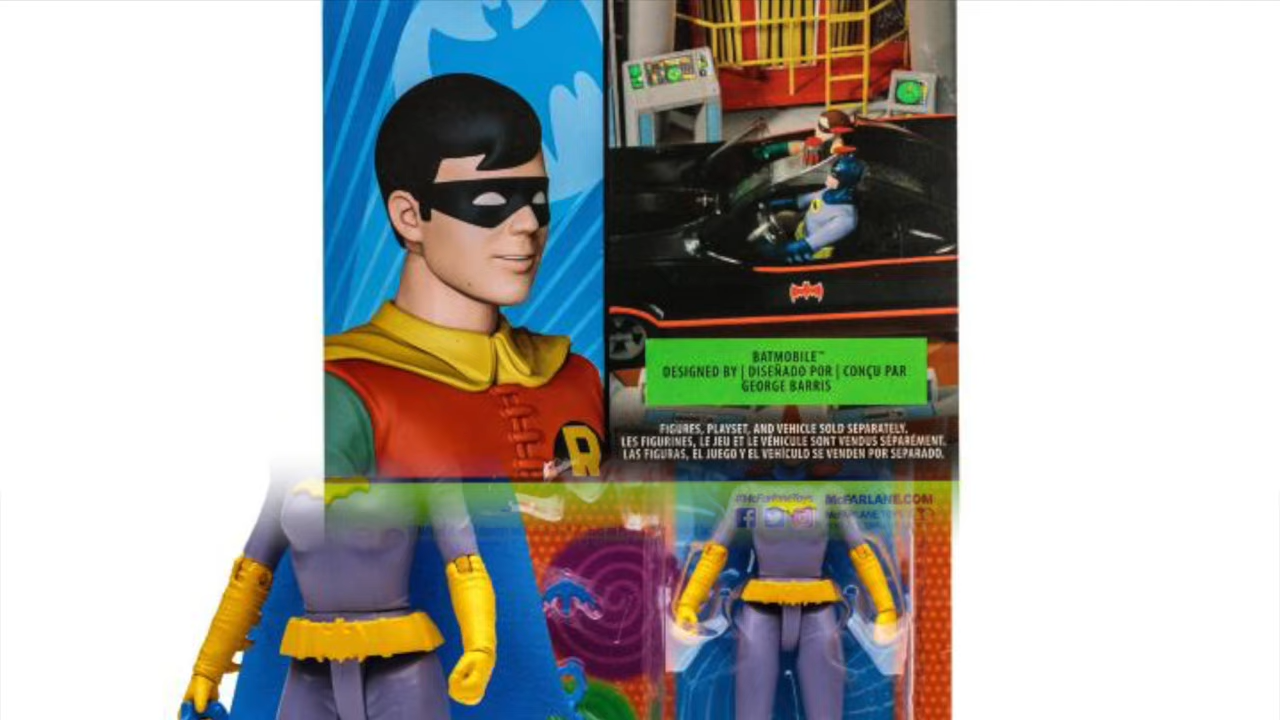 R
BATMOBILE™
DESIGNED BY | DISEÑADO POR | CONÇU PAR
GEORGE BARRIS
FIGURES, PLAYSET, AND VEHICLE SOLD SEPARATELY.
LES FIGURINES, LE JEU ET LE VÉHICULE SONT VENDUS SÉPARÉMENT.
LAS FIGURAS, EL JUEGO Y EL VEHÍCULO SE VENDEN POR SEPARADO.
#McFarlaneToys McFARLANE.COM